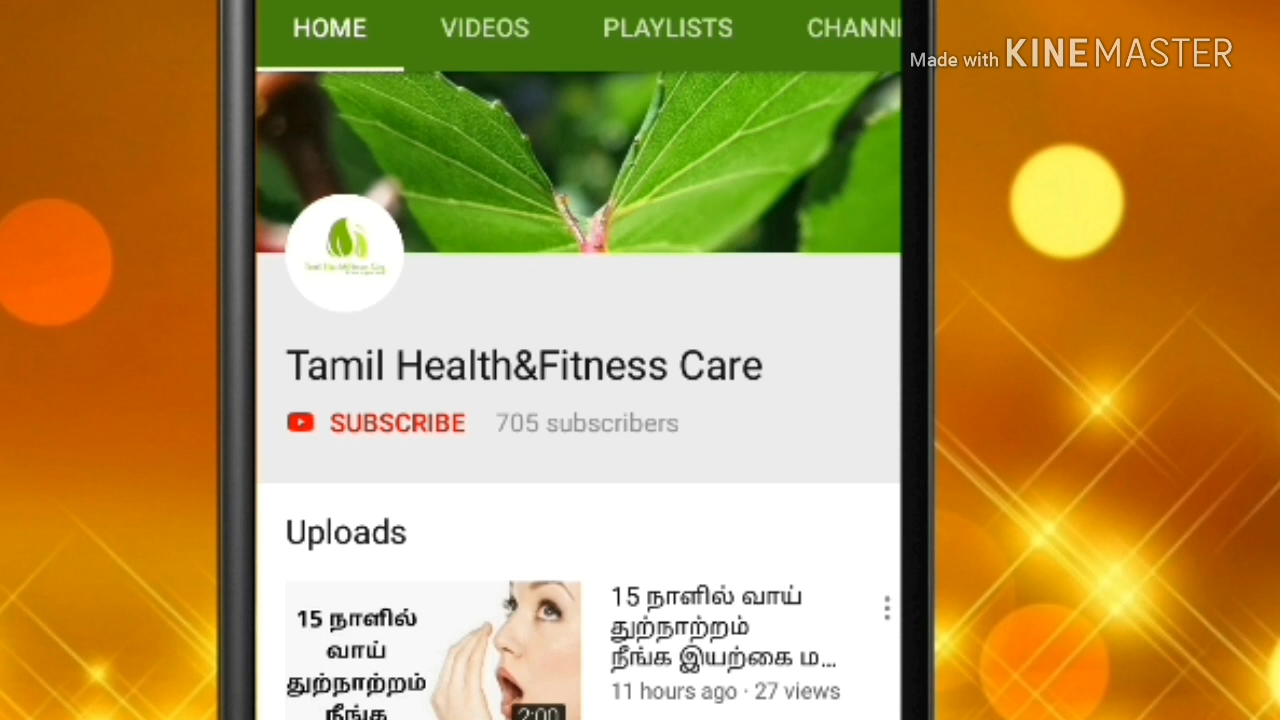 HOME VIDEOS PLAYLISTS CHANN
Made with KINEMASTER
Tamil Health&Fitness Care
SUBSCRIBE 705 subscribers
Uploads
15 நாளில்
வாய்
துற்நாற்றம்
நீங்க
2:00
15 நாளில் வாய்
துற்நாற்றம்
நீங்க இயற்கை ம...
11 hours ago · 27 views